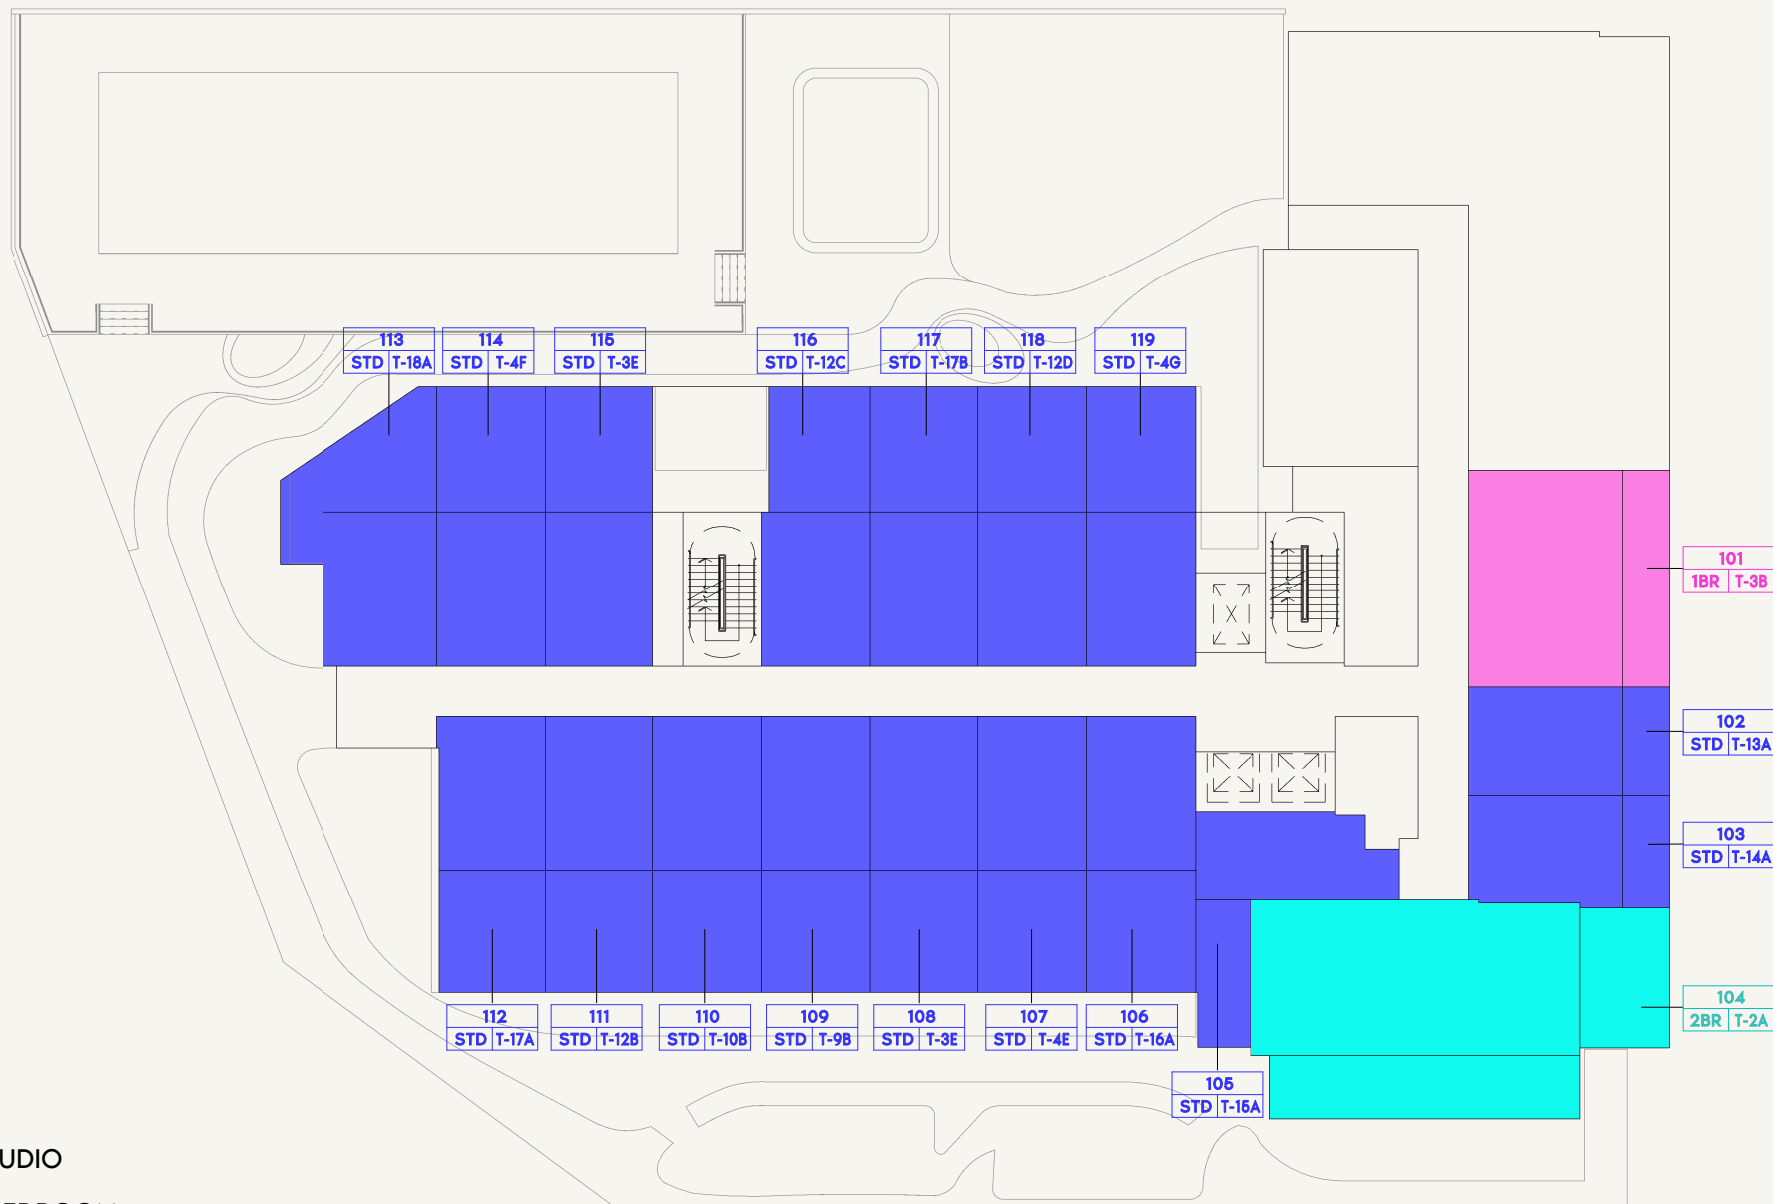 113 114 115 116 117 118 119
STD T-18A STD T-4F STD T-3E STD T-12C STD T-17B STD T-12D STD T-4G
101
1BR T-3B
102
STD T-13A
103
STD T-14A
104
2BR T-2A
112 111 110 109 108 107 106
STD T-17A STD T-12B STD T-10B STD T-9B STD T-3E STD T-4E STD T-16A
105
STD T-15A
UDIO